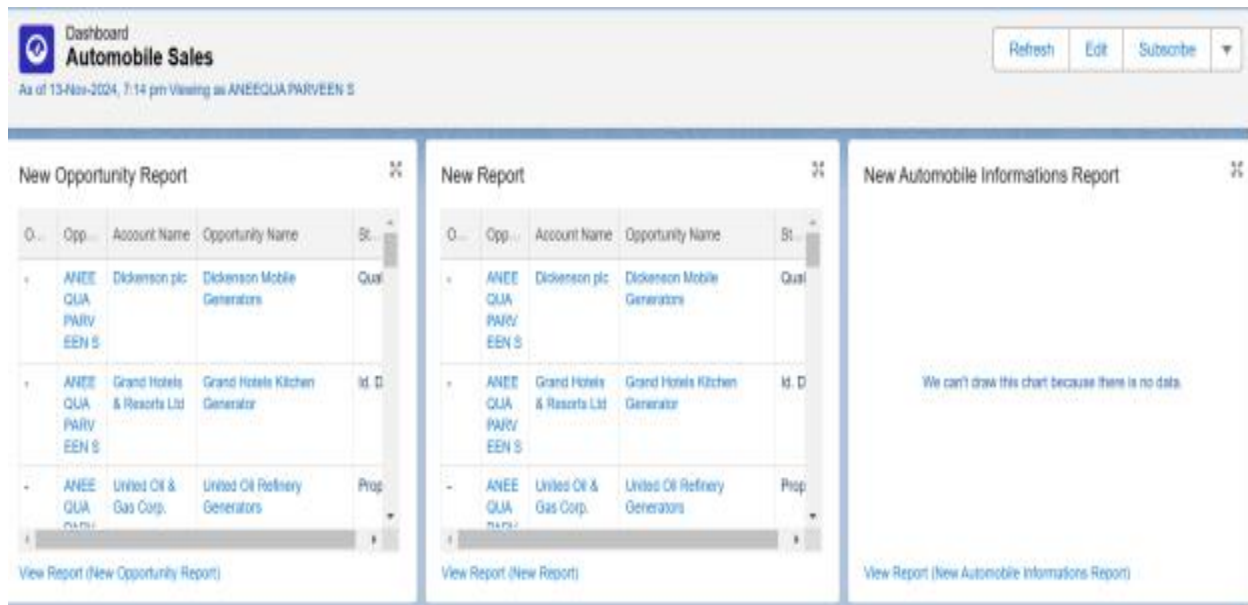 Dashboard
Automobile Sales
Refresh Edit Subscribe
As of 13-Nov-2024, 7:14 pm Viewing as ANEEQUA PARVEEN S
New Opportunity Report
O... Opp... Account Name Opportunity Name St...
- ANEE Dickenson plc Dickenson Mobile Qual
QUA Generators
PARV
EEN S
- ANEE Grand Hotels Grand Hotels Kitchen Id. D
QUA & Resorts Ltd Generator
PARV
EEN S
- ANEE United Oil & United Oil Refinery Prop
QUA Gas Corp. Generators
PARV
View Report (New Opportunity Report)
New Report
O... Opp... Account Name Opportunity Name St...
- ANEE Dickenson plc Dickenson Mobile Qual
QUA Generators
PARV
EEN S
- ANEE Grand Hotels Grand Hotels Kitchen Id. D
QUA & Resorts Ltd Generator
PARV
EEN S
- ANEE United Oil & United Oil Refinery Prop
QUA Gas Corp. Generators
PARV
View Report (New Report)
New Automobile Informations Report
We can't draw this chart because there is no data.
View Report (New Automobile Informations Report)